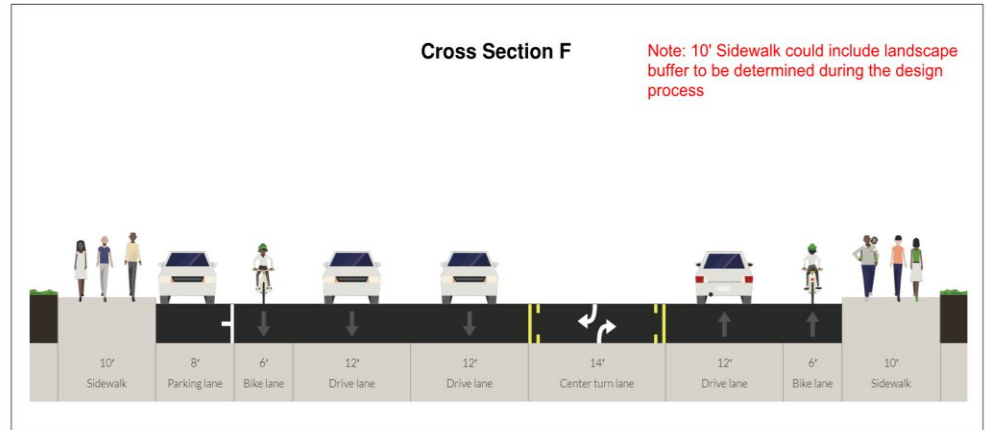 Cross Section F
Note: 10' Sidewalk could include landscape
buffer to be determined during the design
process
10' 8' 6' 12' 12' 14' 12' 6' 10'
Sidewalk Parking lane Bike lane Drive lane Drive lane Center turn lane Drive lane Bike lane Sidewalk